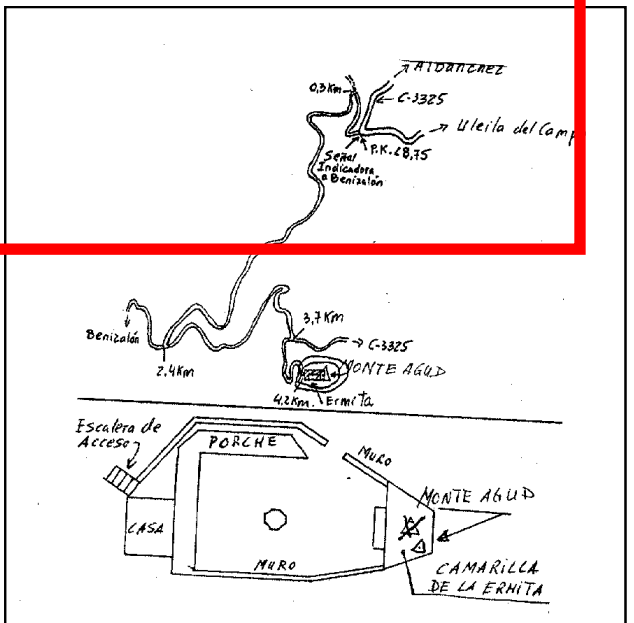 Albanchez
0,3 Km
C-3325
Uleila del Camp
P.K. 28,75
Señal
Indicadora
a Benizalón
3,7 Km
Benizalón
C-3325
2,4 Km
MONTE AGUD
4,2 Km.
Ermita
Escalera de
Acceso
PORCHE
MURO
MONTE AGUD
CASA
MURO
CAMARILLA
DE LA ERMITA